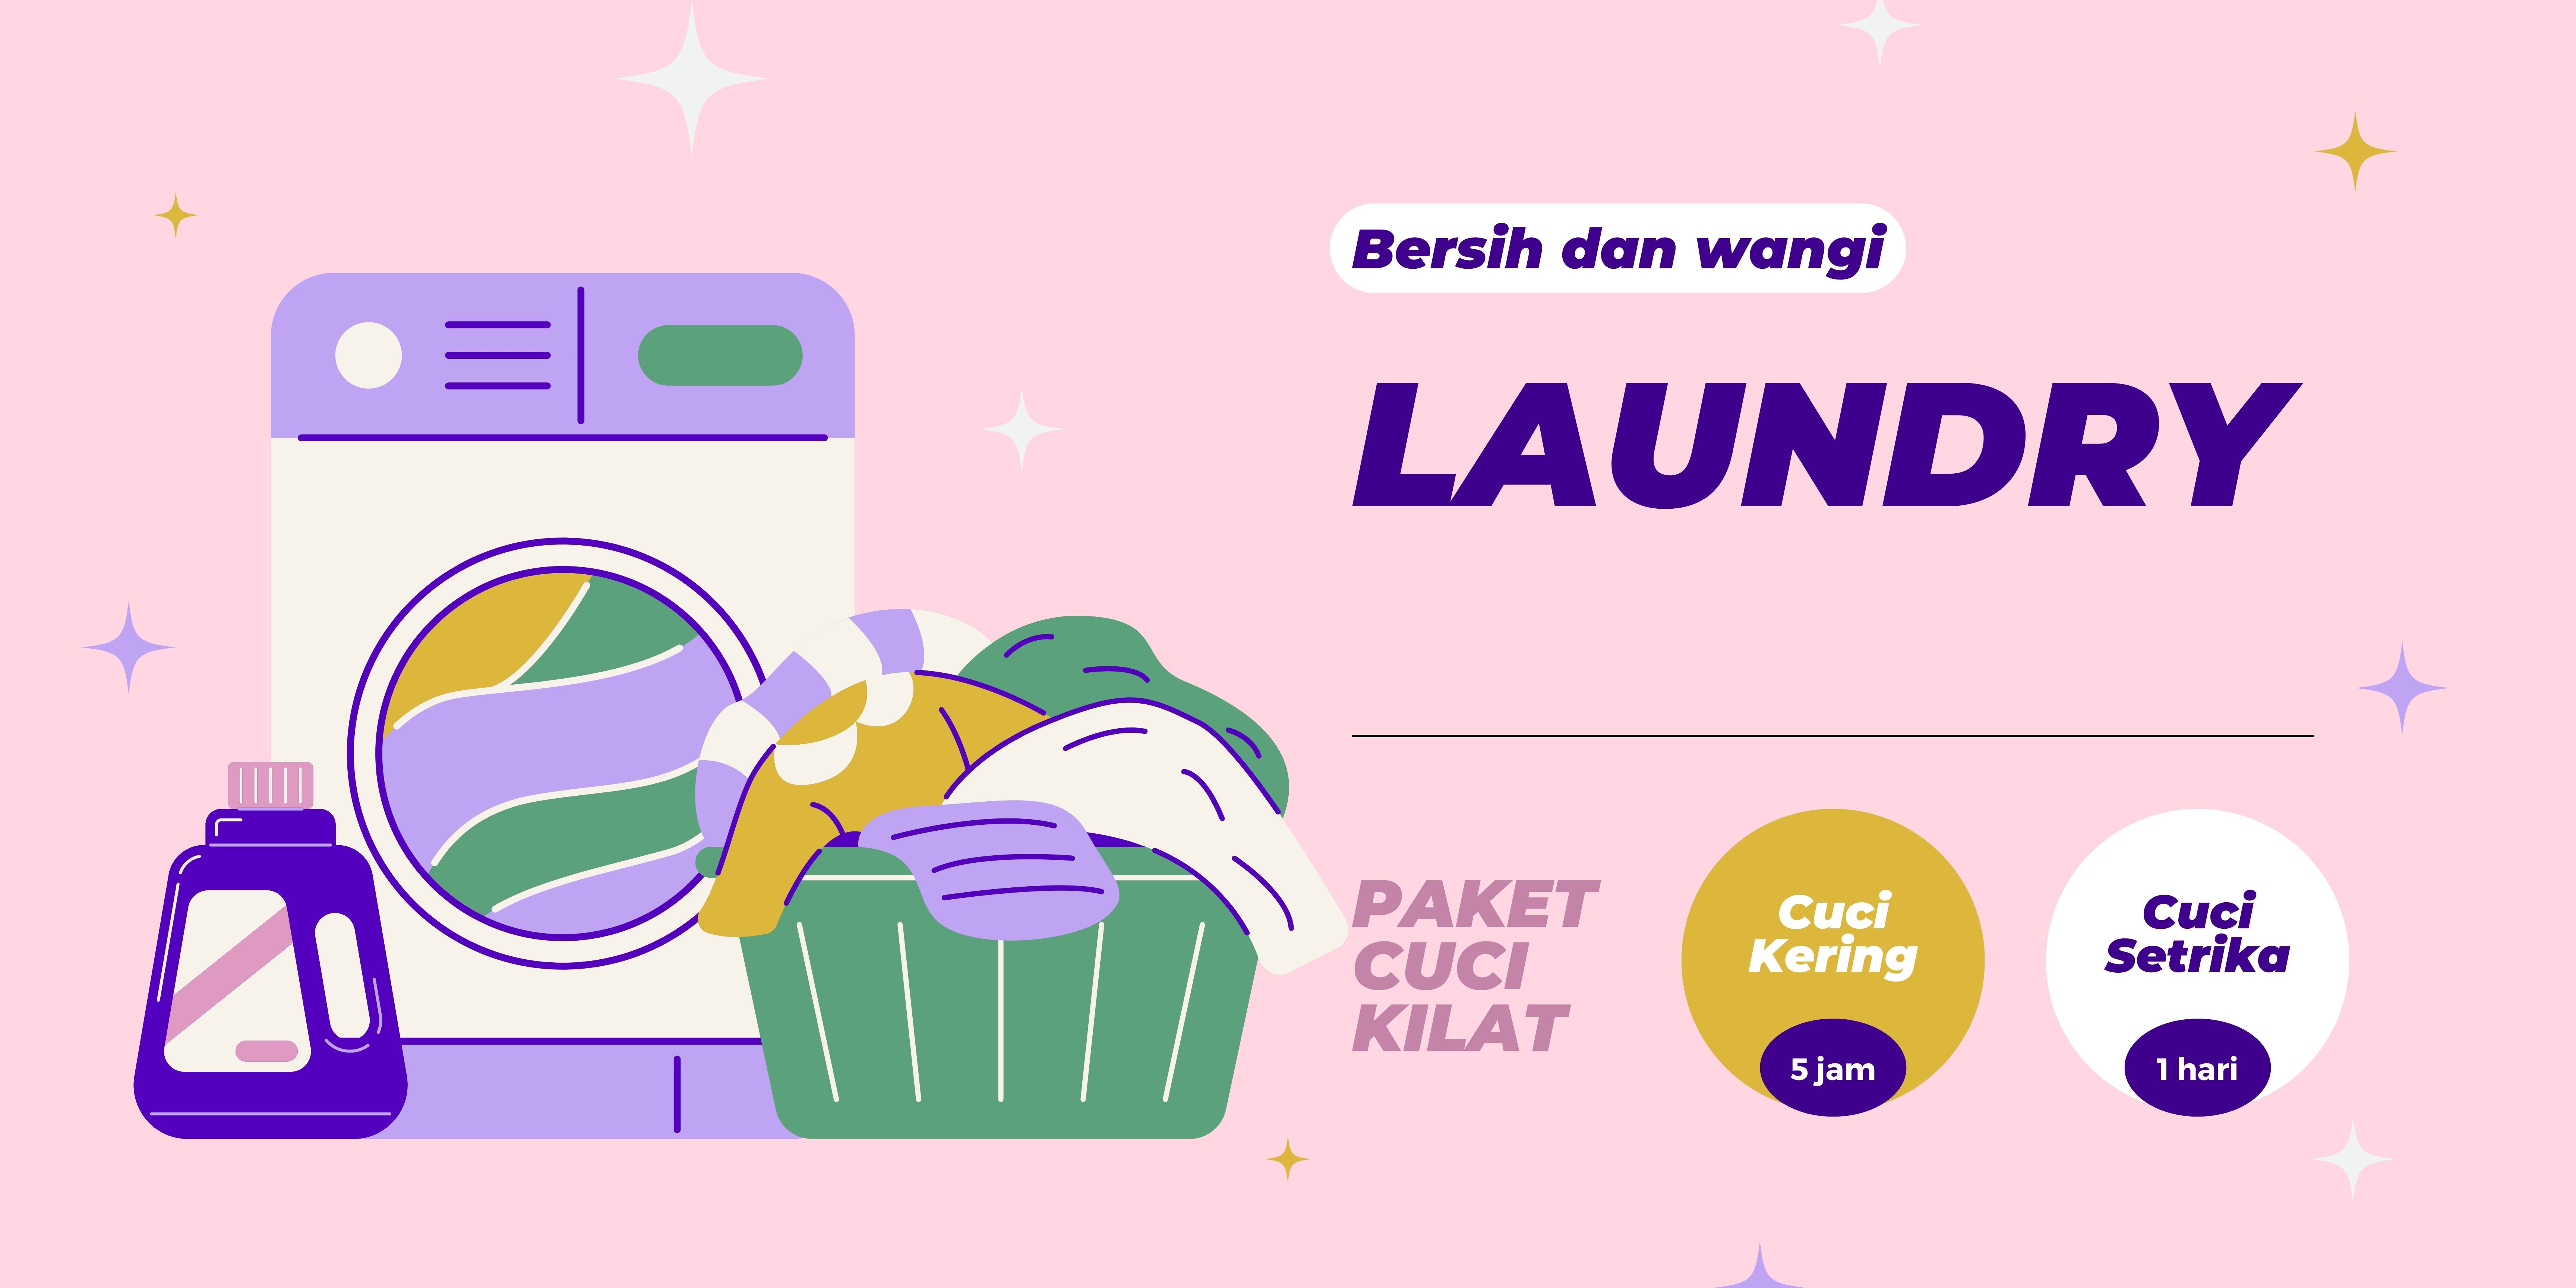 Bersih dan wangi
LAUNDRY
PAKET
CUCI
KILAT
Cuci
Kering
5 jam
Cuci
Setrika
1 hari